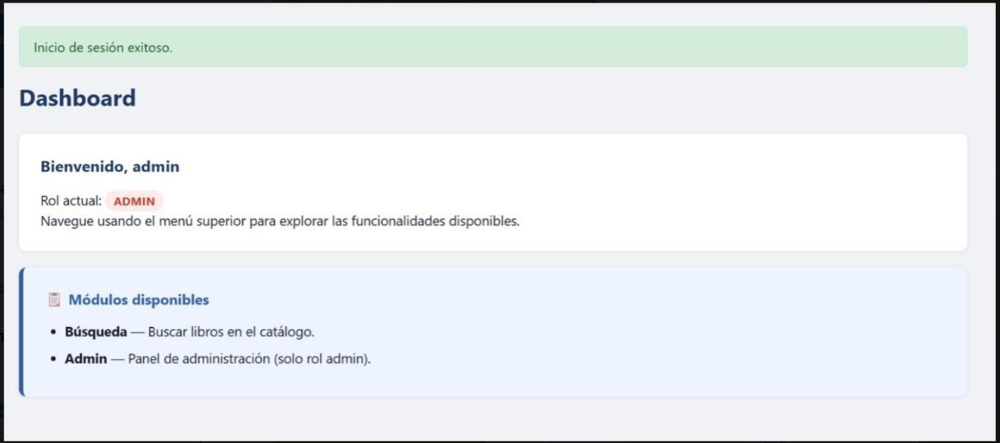 Inicio de sesión exitoso.
Dashboard
Bienvenido, admin
Rol actual: ADMIN
Navegue usando el menú superior para explorar las funcionalidades disponibles.
Módulos disponibles
• Búsqueda — Buscar libros en el catálogo.
• Admin — Panel de administración (solo rol admin).